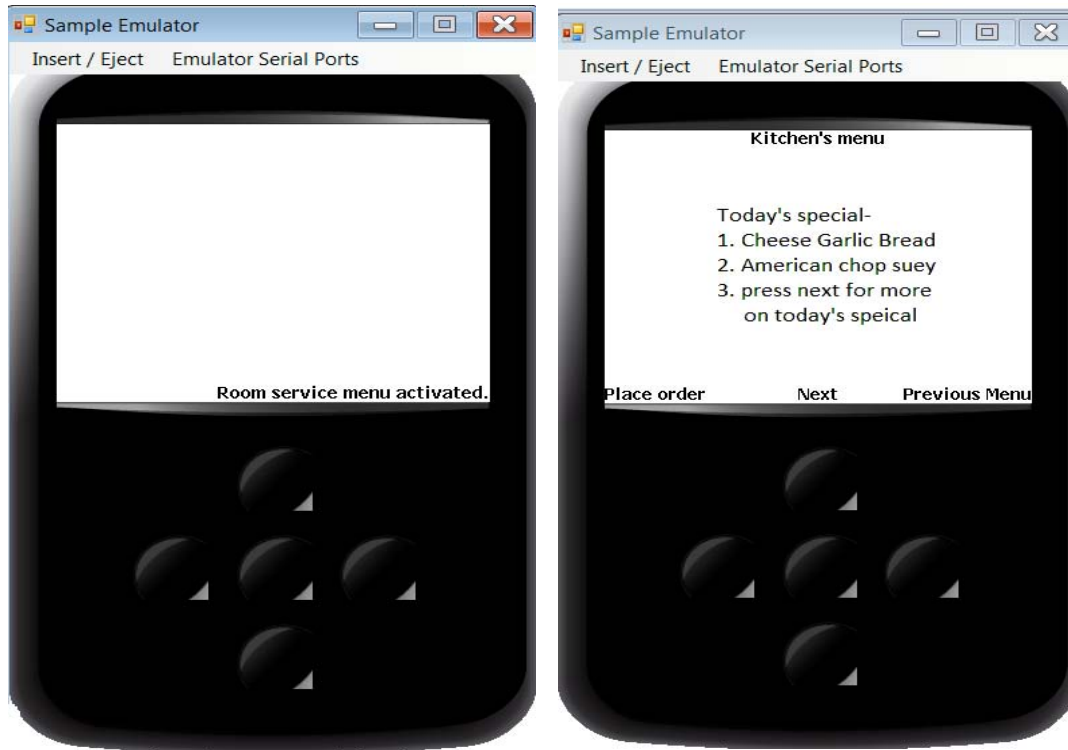 Sample Emulator
Insert / Eject Emulator Serial Ports
Room service menu activated.
Sample Emulator
Insert / Eject Emulator Serial Ports
Kitchen's menu
Today's special-
1. Cheese Garlic Bread
2. American chop suey
3. press next for more
on today's speical
Place order Next Previous Menu